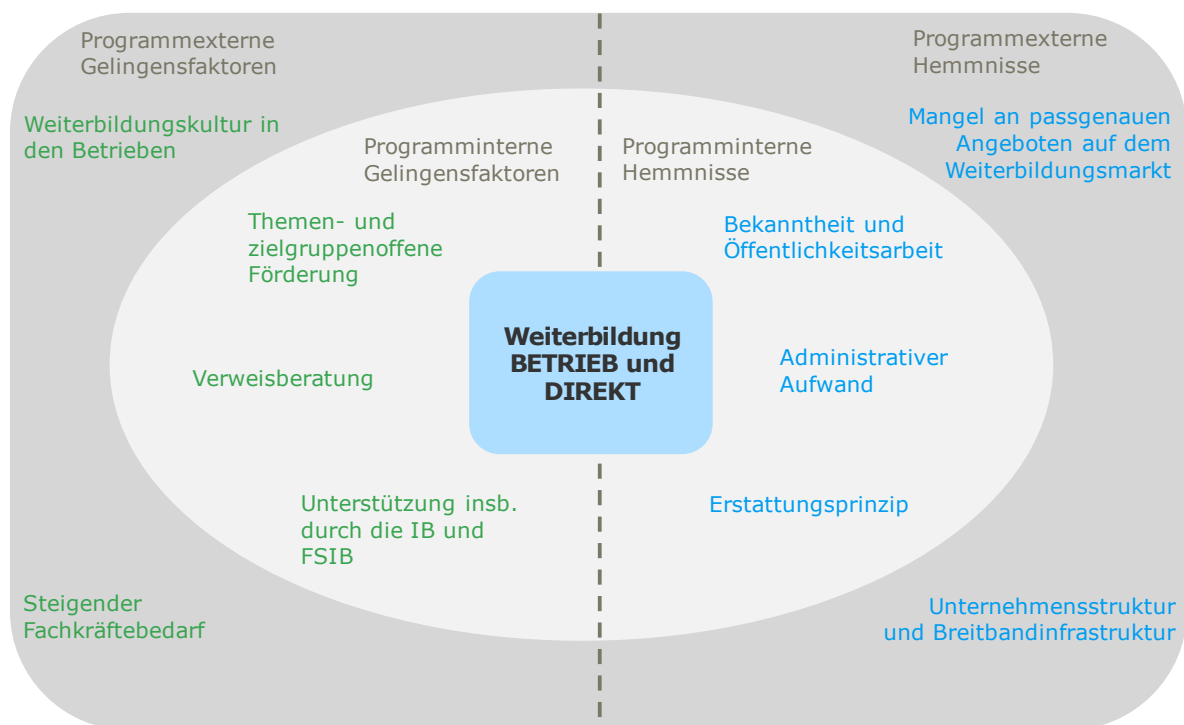 Programmexterne
Gelingensfaktoren
Programmexterne
Hemmnisse
Weiterbildungskultur in
den Betrieben
Mangel an passgenauen
Angeboten auf dem
Weiterbildungsmarkt
Programminterne
Gelingensfaktoren
Programminterne
Hemmnisse
Themen- und
zielgruppenoffene
Förderung
Bekanntheit und
Öffentlichkeitsarbeit
Weiterbildung
BETRIEB und
DIREKT
Verweisberatung
Administrativer
Aufwand
Unterstützung insb.
durch die IB und
FSIB
Erstattungsprinzip
Steigender
Fachkräftebedarf
Unternehmensstruktur
und Breitbandinfrastruktur